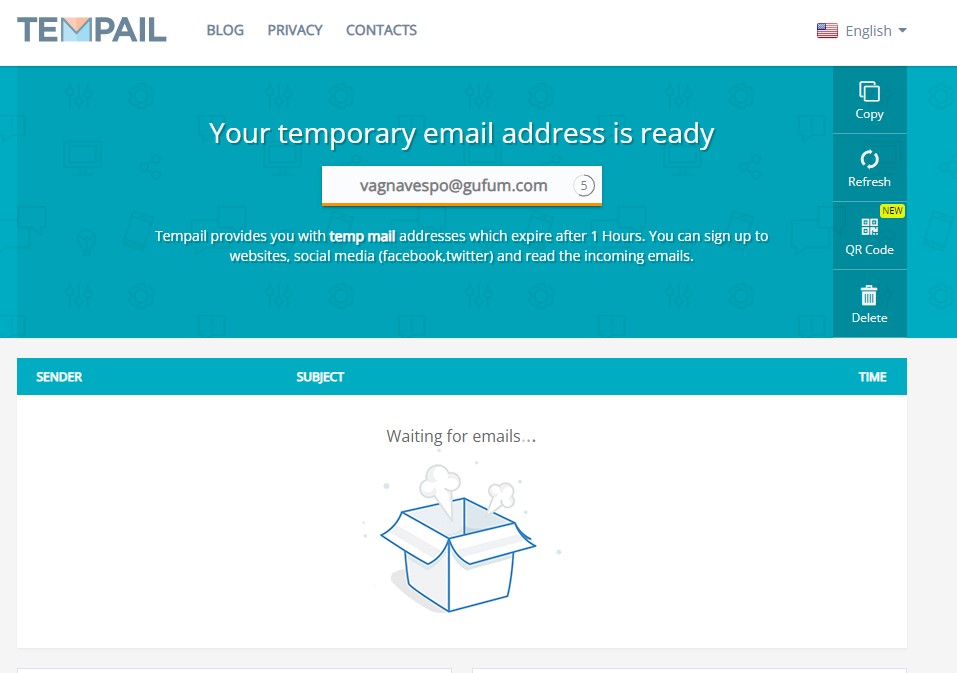 TEMPAIL
BLOG PRIVACY CONTACTS
English
Your temporary email address is ready
vagnavespo@gufum.com 5
Tempail provides you with temp mail addresses which expire after 1 Hours. You can sign up to
websites, social media (facebook,twitter) and read the incoming emails.
Copy
Refresh
NEW
QR Code
Delete
SENDER SUBJECT TIME
Waiting for emails...